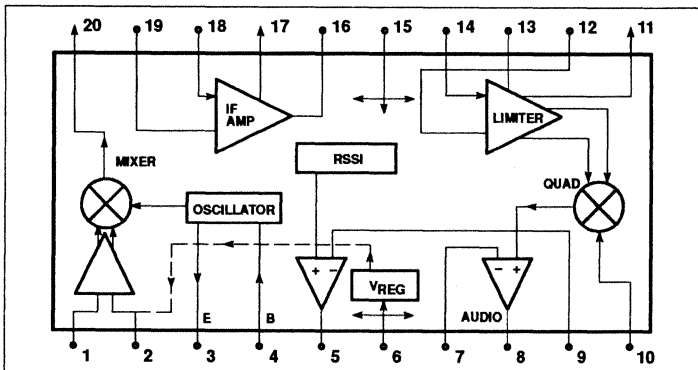 20 19 18 17 16 15 14 13 12 11
IF
AMP
LIMITER
MIXER
RSSI
QUAD
OSCILLATOR
+ −
VREG
− +
E B AUDIO
1 2 3 4 5 6 7 8 9 10